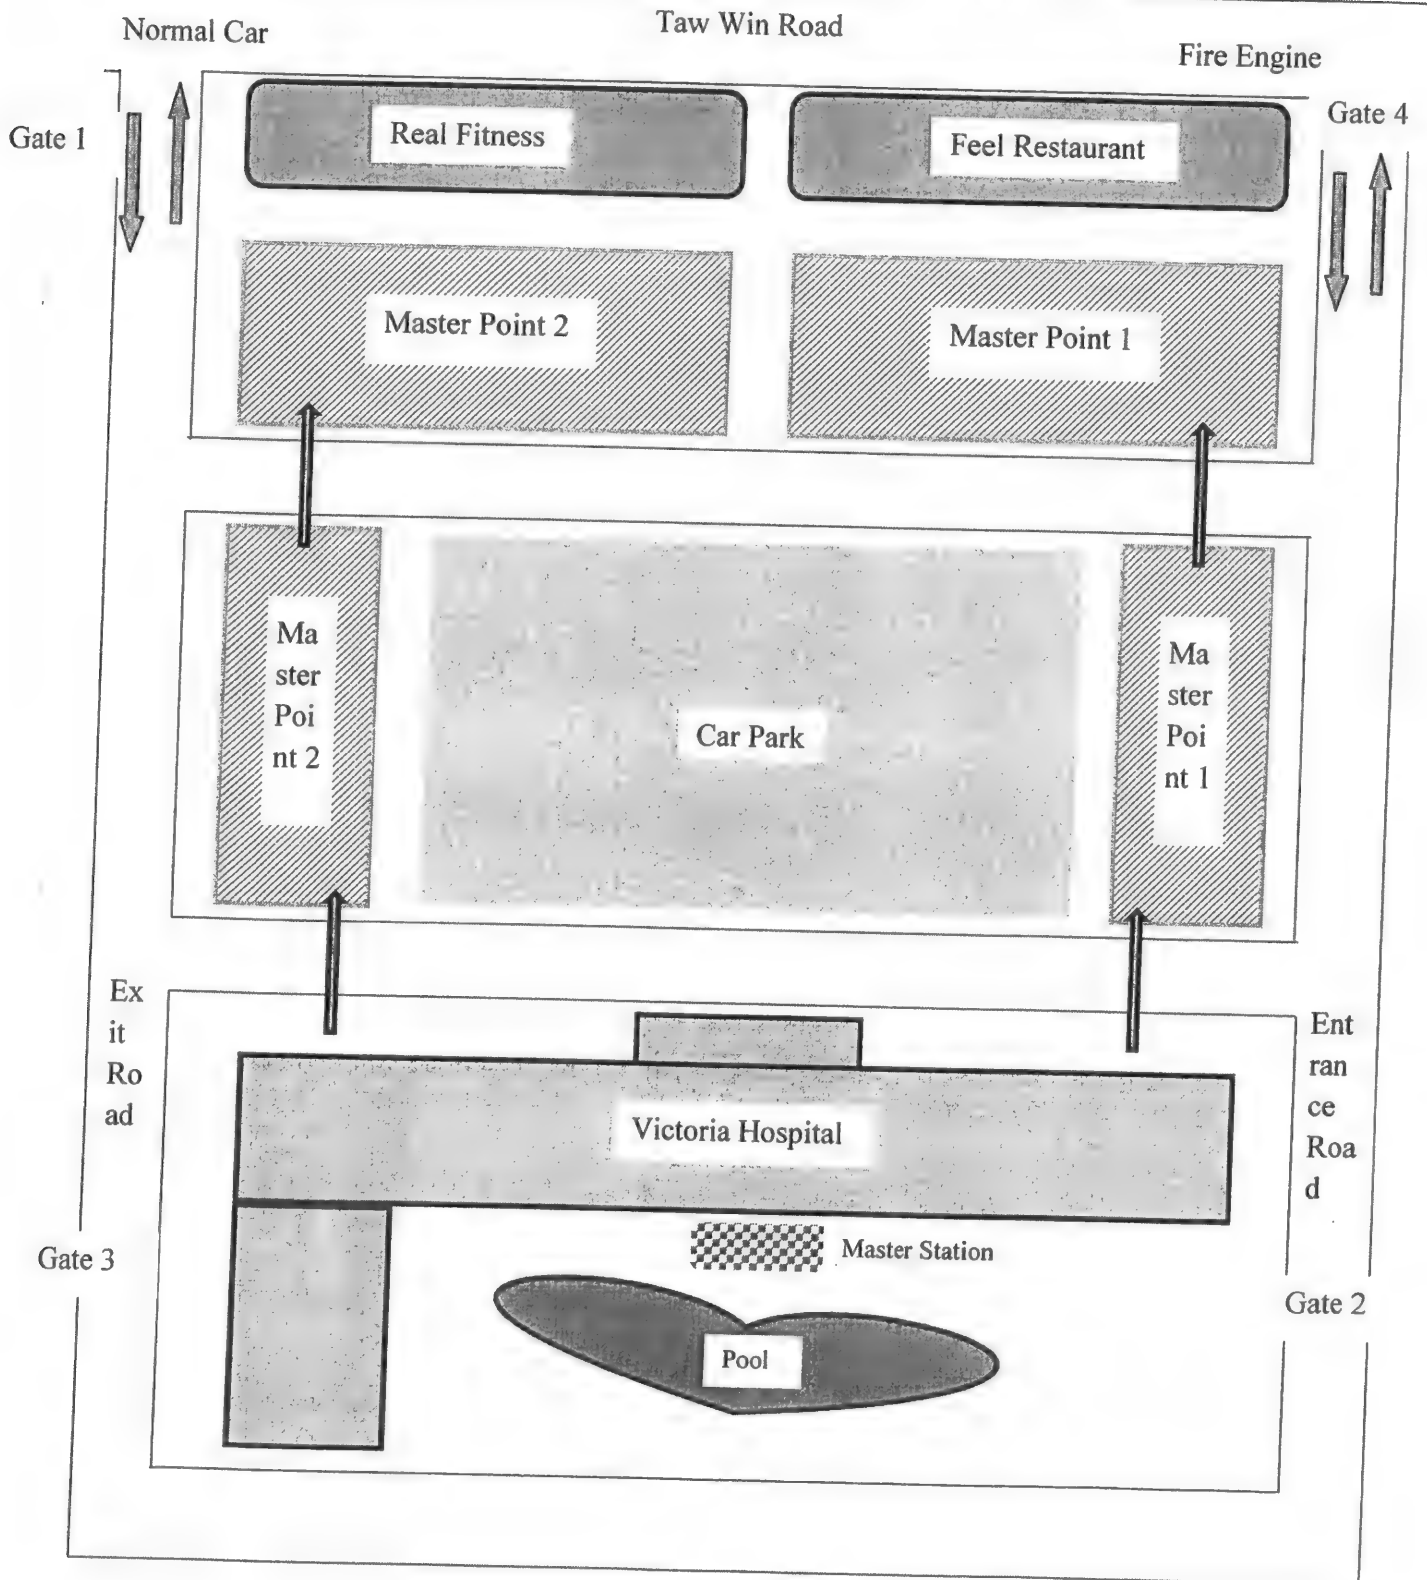 Taw Win Road
Normal Car
Fire Engine
Gate 1
Real Fitness
Feel Restaurant
Gate 4
Master Point 2
Master Point 1
Ma
ster
Poi
nt 2
Car Park
Ma
ster
Poi
nt 1
Ex
it
Ro
ad
Ent
ran
ce
Roa
d
Victoria Hospital
Master Station
Gate 3
Gate 2
Pool